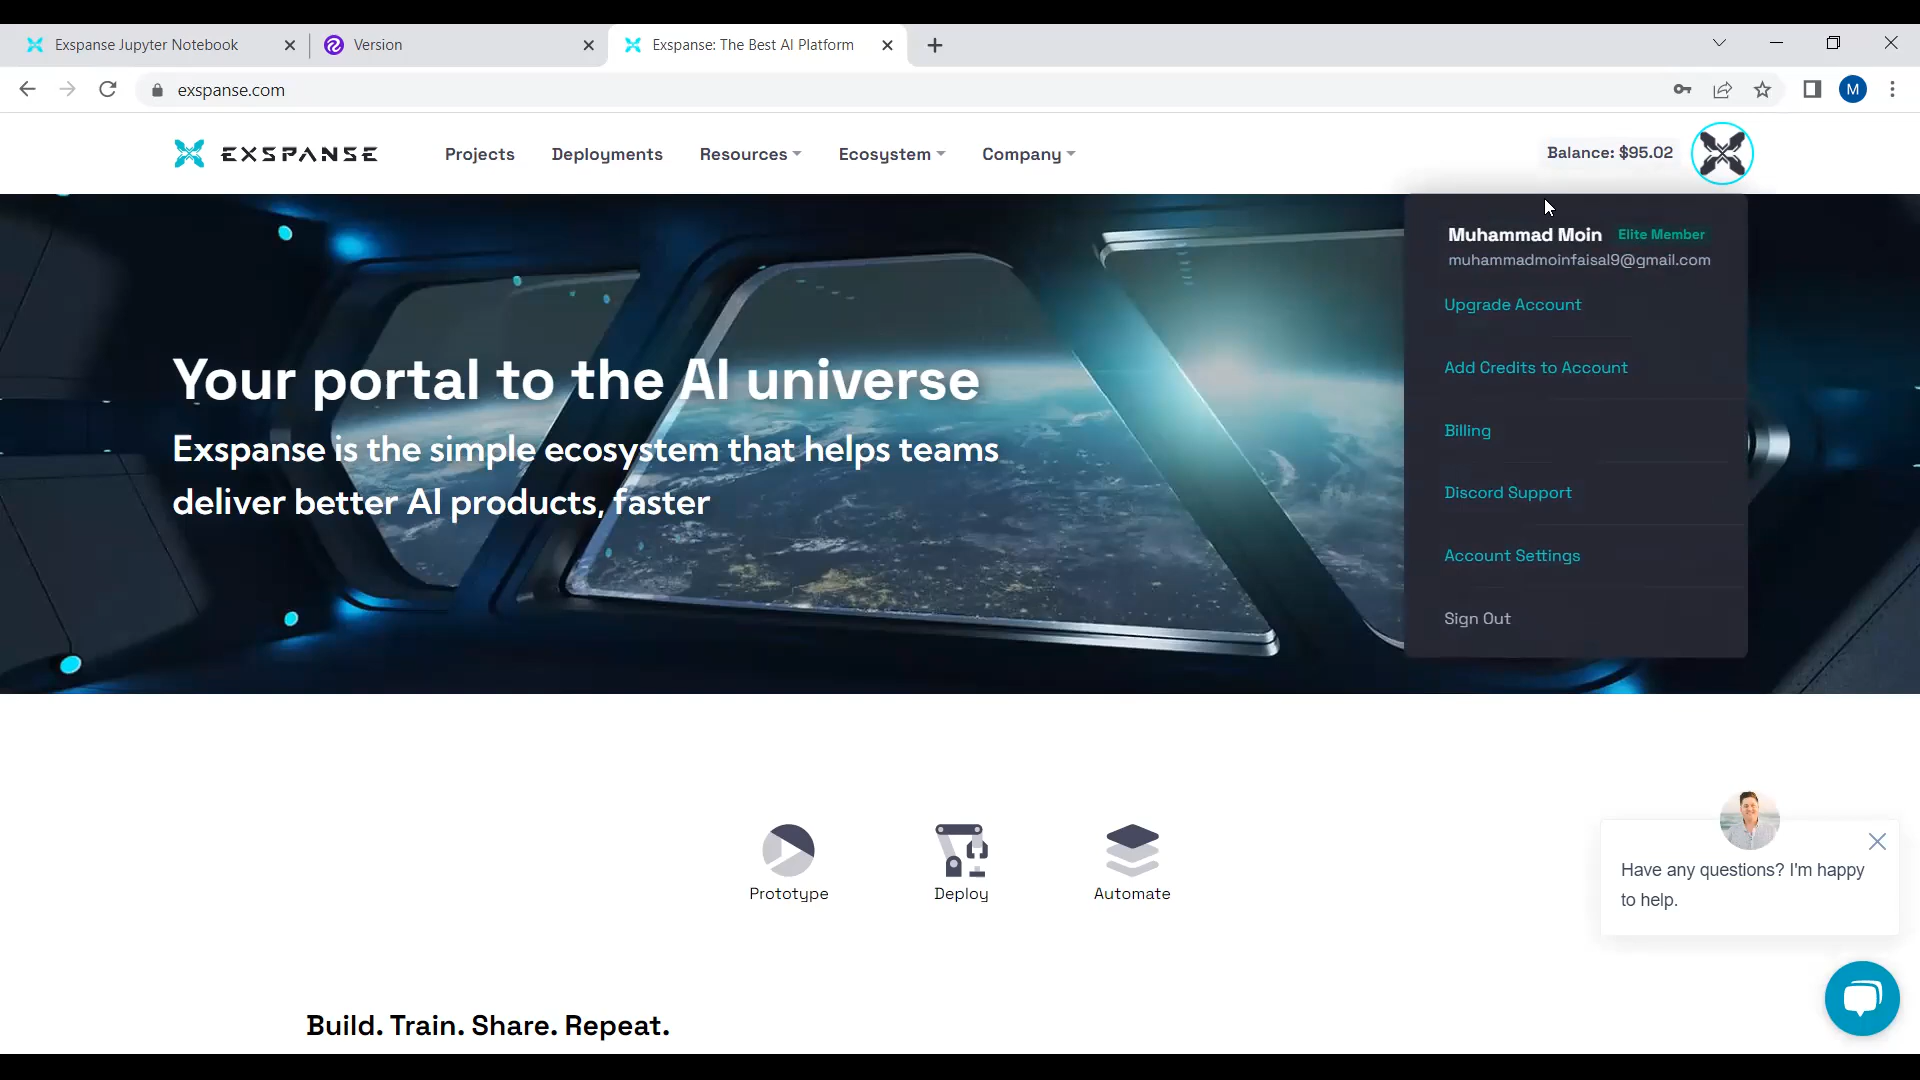 Exspanse Jupyter Notebook
Version
Exspanse: The Best AI Platform
exspanse.com
M
EXSPANSE
Projects
Deployments
Resources
Ecosystem
Company
Balance: $95.02
Muhammad Moin
Elite Member
muhammadmoinfaisal9@gmail.com
Upgrade Account
Add Credits to Account
Billing
Discord Support
Account Settings
Sign Out
Your portal to the AI universe
Exspanse is the simple ecosystem that helps teams
deliver better AI products, faster
Prototype
Deploy
Automate
Have any questions? I'm happy
to help.
Build. Train. Share. Repeat.